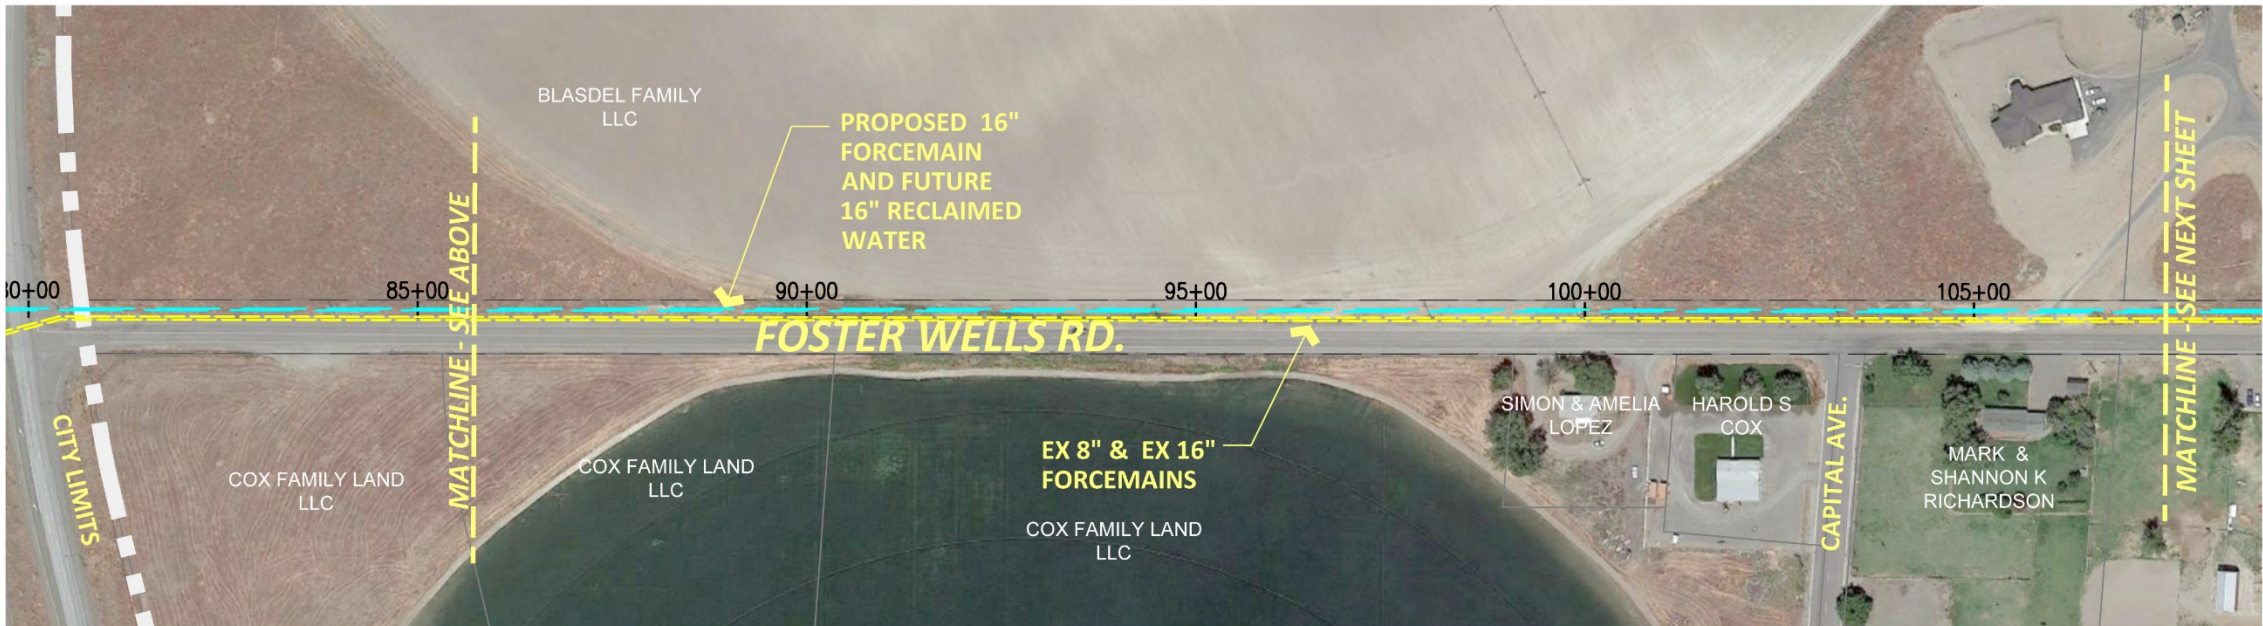 BLASDEL FAMILY
LLC
PROPOSED 16"
FORCEMAIN
AND FUTURE
16" RECLAIMED
WATER
MATCHLINE - SEE ABOVE
MATCHLINE - SEE NEXT SHEET
80+00
85+00
90+00
95+00
100+00
105+00
FOSTER WELLS RD.
CITY LIMITS
COX FAMILY LAND
LLC
COX FAMILY LAND
LLC
EX 8" & EX 16"
FORCEMAINS
COX FAMILY LAND
LLC
SIMON & AMELIA
LOPEZ
HAROLD S
COX
CAPITAL AVE.
MARK &
SHANNON K
RICHARDSON